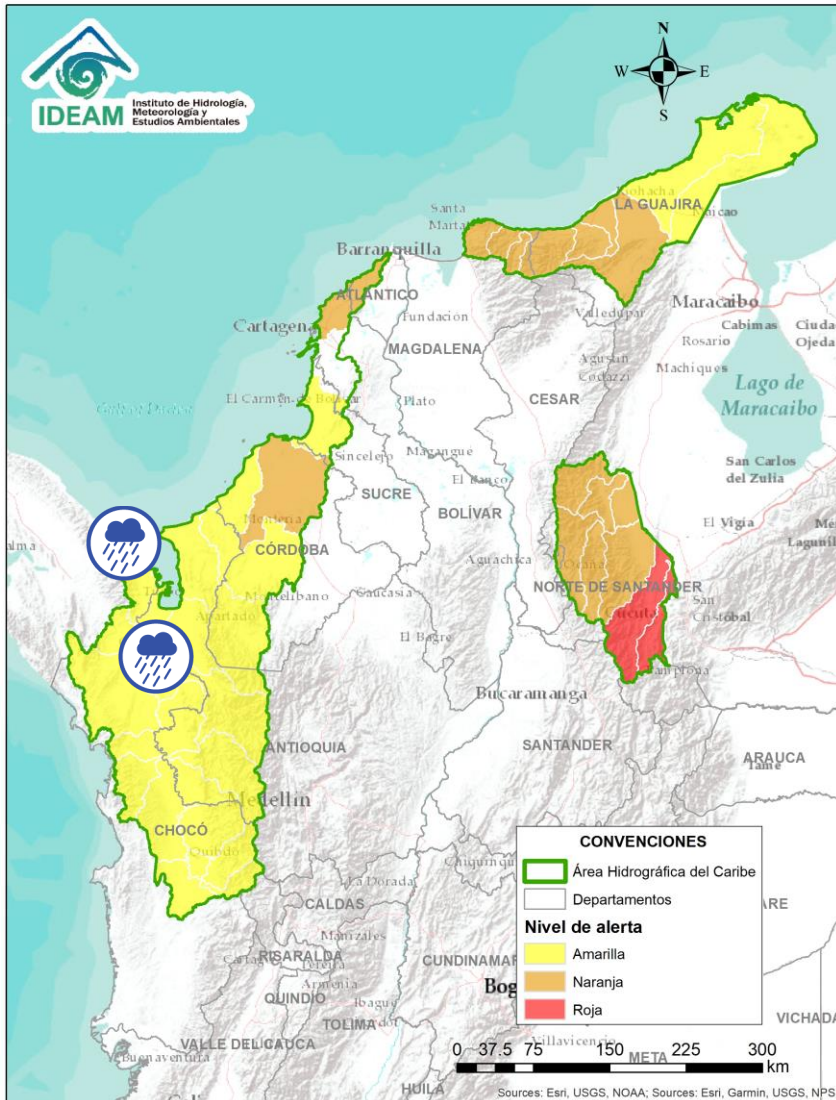 IDEAM
Instituto de Hidrología,
Meteorología y
Estudios Ambientales
N
W
E
S
Santa
Marta
LA GUAJIRA
Barranquilla
ATLÁNTICO
Cartagena
Fundación
Valledupar
Maracaibo
Cabimas
Ciudad
Ojeda
Rosario
Machiques
MAGDALENA
Agustín
Codazzi
CESAR
Lago de
Maracaibo
El Carmen de Bolívar
Plato
Sincelejo
Magangué
San Carlos
del Zulia
SUCRE
El Banco
BOLÍVAR
El Vigía
Montería
CÓRDOBA
Aguachica
Ocaña
NORTE DE SANTANDER
Montelíbano
Caucasia
Cúcuta
San
Cristóbal
Apartadó
El Bagre
Pamplona
Bucaramanga
ANTIOQUIA
SANTANDER
ARAUCA
Tame
Medellín
CHOCÓ
Quibdó
La Dorada
CALDAS
Manizales
RISARALDA
Pereira
Armenia
QUINDÍO
Ibagué
CUNDINAMAR
Bog
TOLIMA
VALLE DEL CAUCA
Buenaventura
Villavicencio
META
VICHADA
HUILA
CONVENCIONES
Área Hidrográfica del Caribe
Departamentos
Nivel de alerta
Amarilla
Naranja
Roja
0 37.5 75 150 225 300
km
Sources: Esri, USGS, NOAA; Sources: Esri, Garmin, USGS, NPS